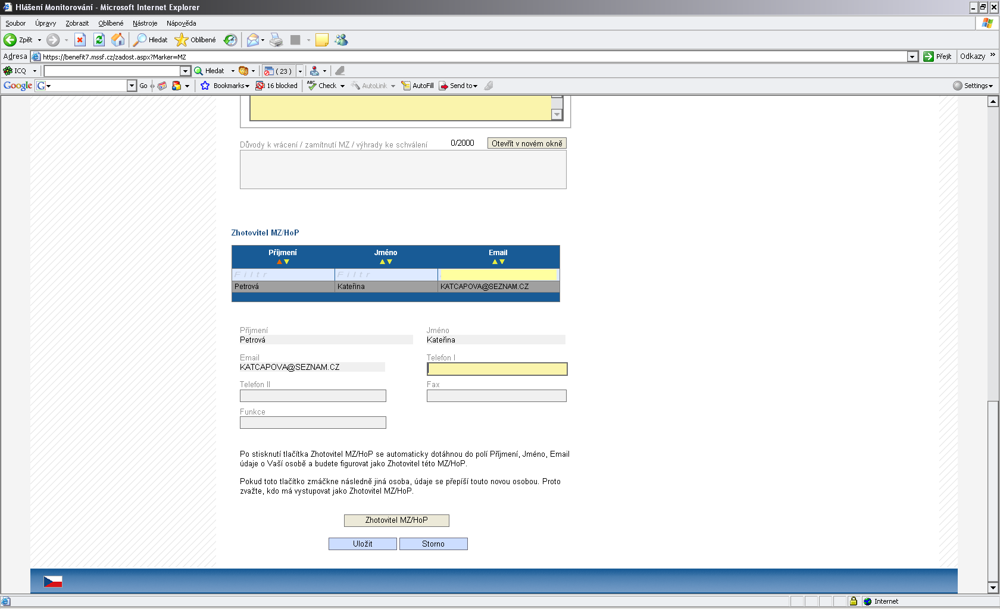 Hlášení Monitorování - Microsoft Internet Explorer
Soubor Úpravy Zobrazit Oblíbené Nástroje Nápověda
Zpět Hledat Oblíbené
Adresa https://benefit7.mssf.cz/zadost.aspx?Marker=MZ Přejít Odkazy »
ICQ Hledat ( 23 )
Google G Go Bookmarks 16 blocked ABC Check AutoLink AutoFill Send to Settings
Důvody k vrácení / zamítnutí MZ / výhrady ke schválení 0/2000 Otevřít v novém okně
Zhotovitel MZ/HoP
Příjmení Jméno Email
Filtr Filtr
Petrová Kateřina KATCAPOVA@SEZNAM.CZ
Příjmení Jméno
Petrová Kateřina
Email Telefon I
KATCAPOVA@SEZNAM.CZ
Telefon II Fax
Funkce
Po stisknutí tlačítka Zhotovitel MZ/HoP se automaticky dotáhnou do polí Příjmení, Jméno, Email
údaje o Vaší osobě a budete figurovat jako Zhotovitel této MZ/HoP.
Pokud toto tlačítko zmáčkne následně jiná osoba, údaje se přepíší touto novou osobou. Proto
zvažte, kdo má vystupovat jako Zhotovitel MZ/HoP.
Zhotovitel MZ/HoP
Uložit Storno
Internet